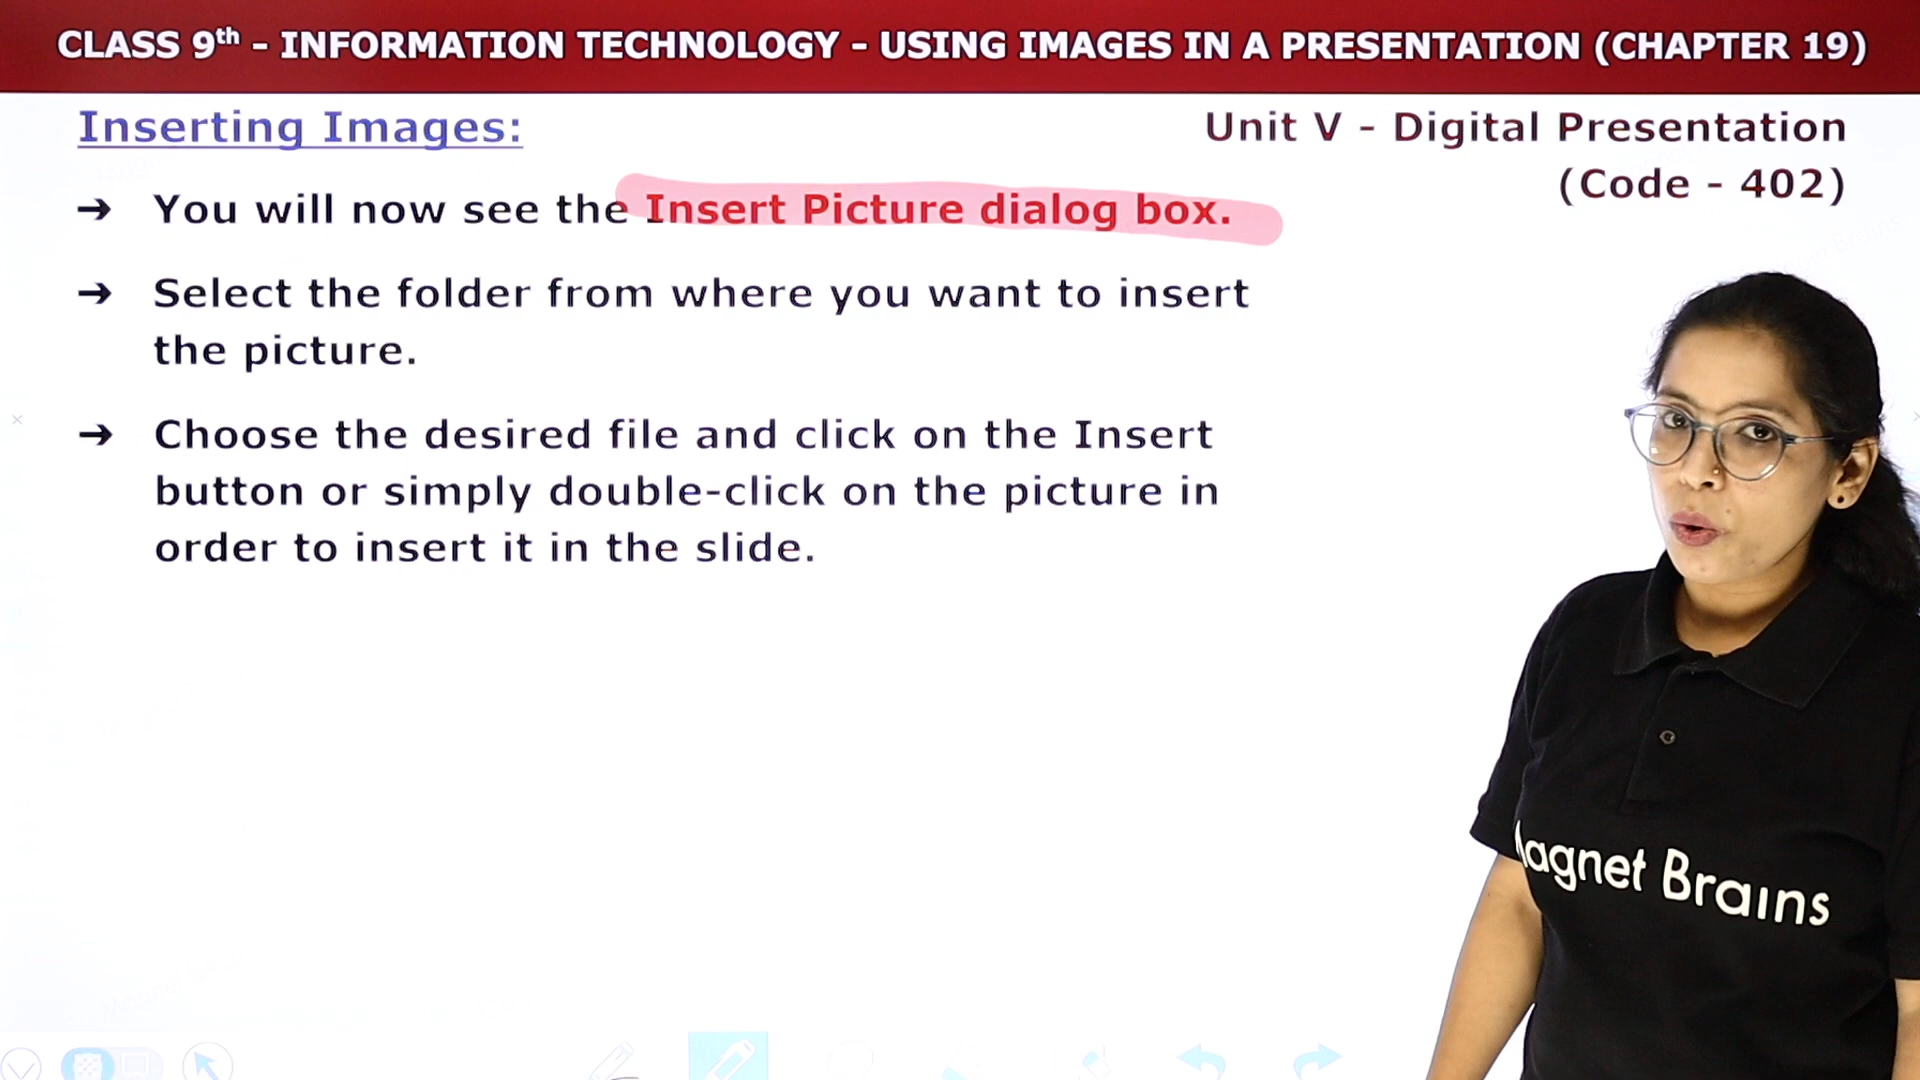 CLASS 9th - INFORMATION TECHNOLOGY - USING IMAGES IN A PRESENTATION (CHAPTER 19)
Inserting Images:
Unit V - Digital Presentation
(Code - 402)
➔ You will now see the Insert Picture dialog box.
➔ Select the folder from where you want to insert
the picture.
➔ Choose the desired file and click on the Insert
button or simply double-click on the picture in
order to insert it in the slide.
agnet Brains